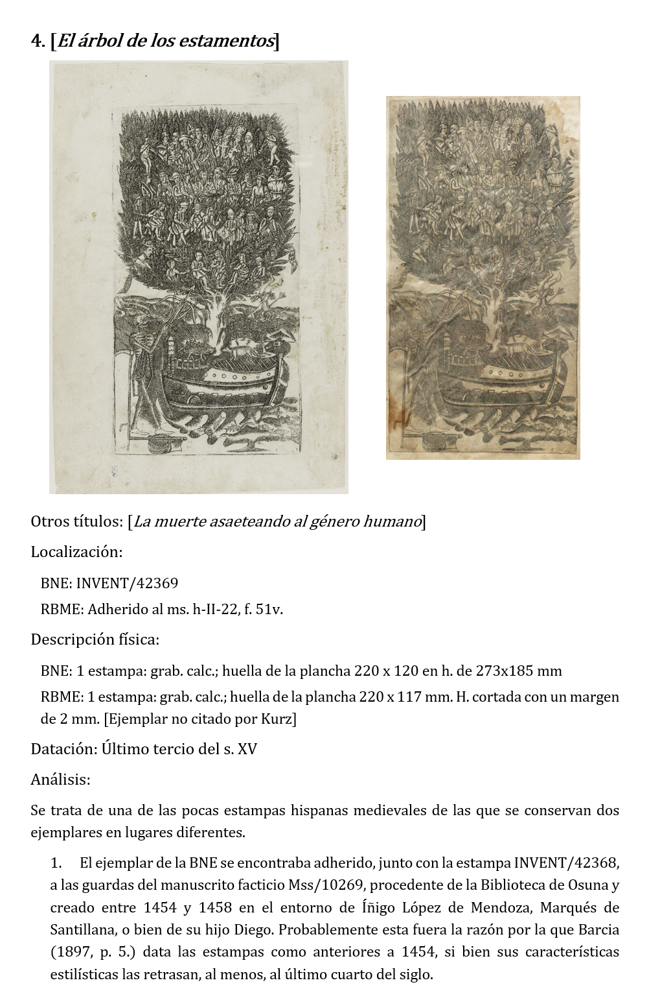 4. [El árbol de los estamentos]
Otros títulos: [La muerte asaeteando al género humano]
Localización:
BNE: INVENT/42369
RBME: Adherido al ms. h-II-22, f. 51v.
Descripción física:
BNE: 1 estampa: grab. calc.; huella de la plancha 220 x 120 en h. de 273x185 mm
RBME: 1 estampa: grab. calc.; huella de la plancha 220 x 117 mm. H. cortada con un margen
de 2 mm. [Ejemplar no citado por Kurz]
Datación: Último tercio del s. XV
Análisis:
Se trata de una de las pocas estampas hispanas medievales de las que se conservan dos
ejemplares en lugares diferentes.
1. El ejemplar de la BNE se encontraba adherido, junto con la estampa INVENT/42368,
a las guardas del manuscrito facticio Mss/10269, procedente de la Biblioteca de Osuna y
creado entre 1454 y 1458 en el entorno de Íñigo López de Mendoza, Marqués de
Santillana, o bien de su hijo Diego. Probablemente esta fuera la razón por la que Barcia
(1897, p. 5.) data las estampas como anteriores a 1454, si bien sus características
estilísticas las retrasan, al menos, al último cuarto del siglo.